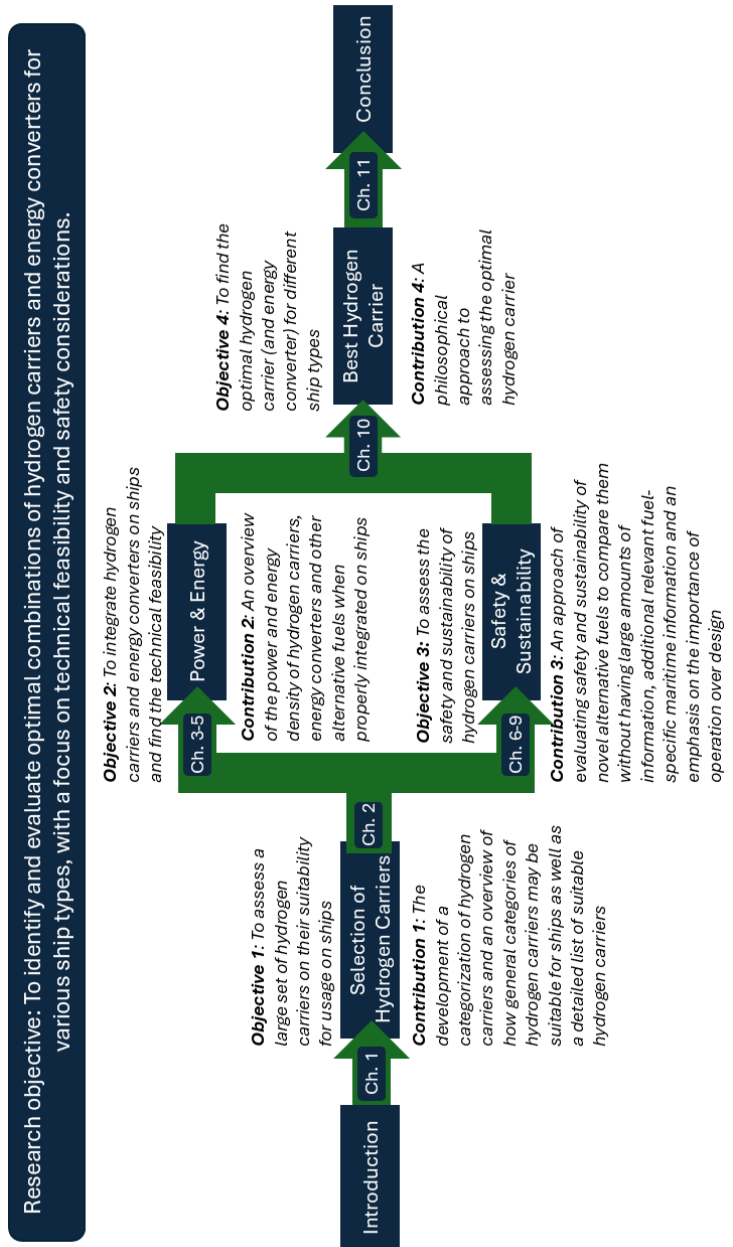 Research objective: To identify and evaluate optimal combinations of hydrogen carriers and energy converters for
various ship types, with a focus on technical feasibility and safety considerations.
Introduction
Ch. 1
Objective 1: To assess a
large set of hydrogen
carriers on their suitability
for usage on ships
Selection of
Hydrogen Carriers
Contribution 1: The
development of a
categorization of hydrogen
carriers and an overview of
how general categories of
hydrogen carriers may be
suitable for ships as well as
a detailed list of suitable
hydrogen carriers
Ch. 2
Objective 2: To integrate hydrogen
carriers and energy converters on ships
and find the technical feasibility
Ch. 3-5
Power & Energy
Contribution 2: An overview
of the power and energy
density of hydrogen carriers,
energy converters and other
alternative fuels when
properly integrated on ships
Objective 3: To assess the
safety and sustainability of
hydrogen carriers on ships
Ch. 6-9
Safety &
Sustainability
Contribution 3: An approach of
evaluating safety and sustainability of
novel alternative fuels to compare them
without having large amounts of
information, additional relevant fuel-
specific maritime information and an
emphasis on the importance of
operation over design
Ch. 10
Objective 4: To find the
optimal hydrogen
carrier (and energy
converter) for different
ship types
Best Hydrogen
Carrier
Contribution 4: A
philosophical
approach to
assessing the optimal
hydrogen carrier
Ch. 11
Conclusion